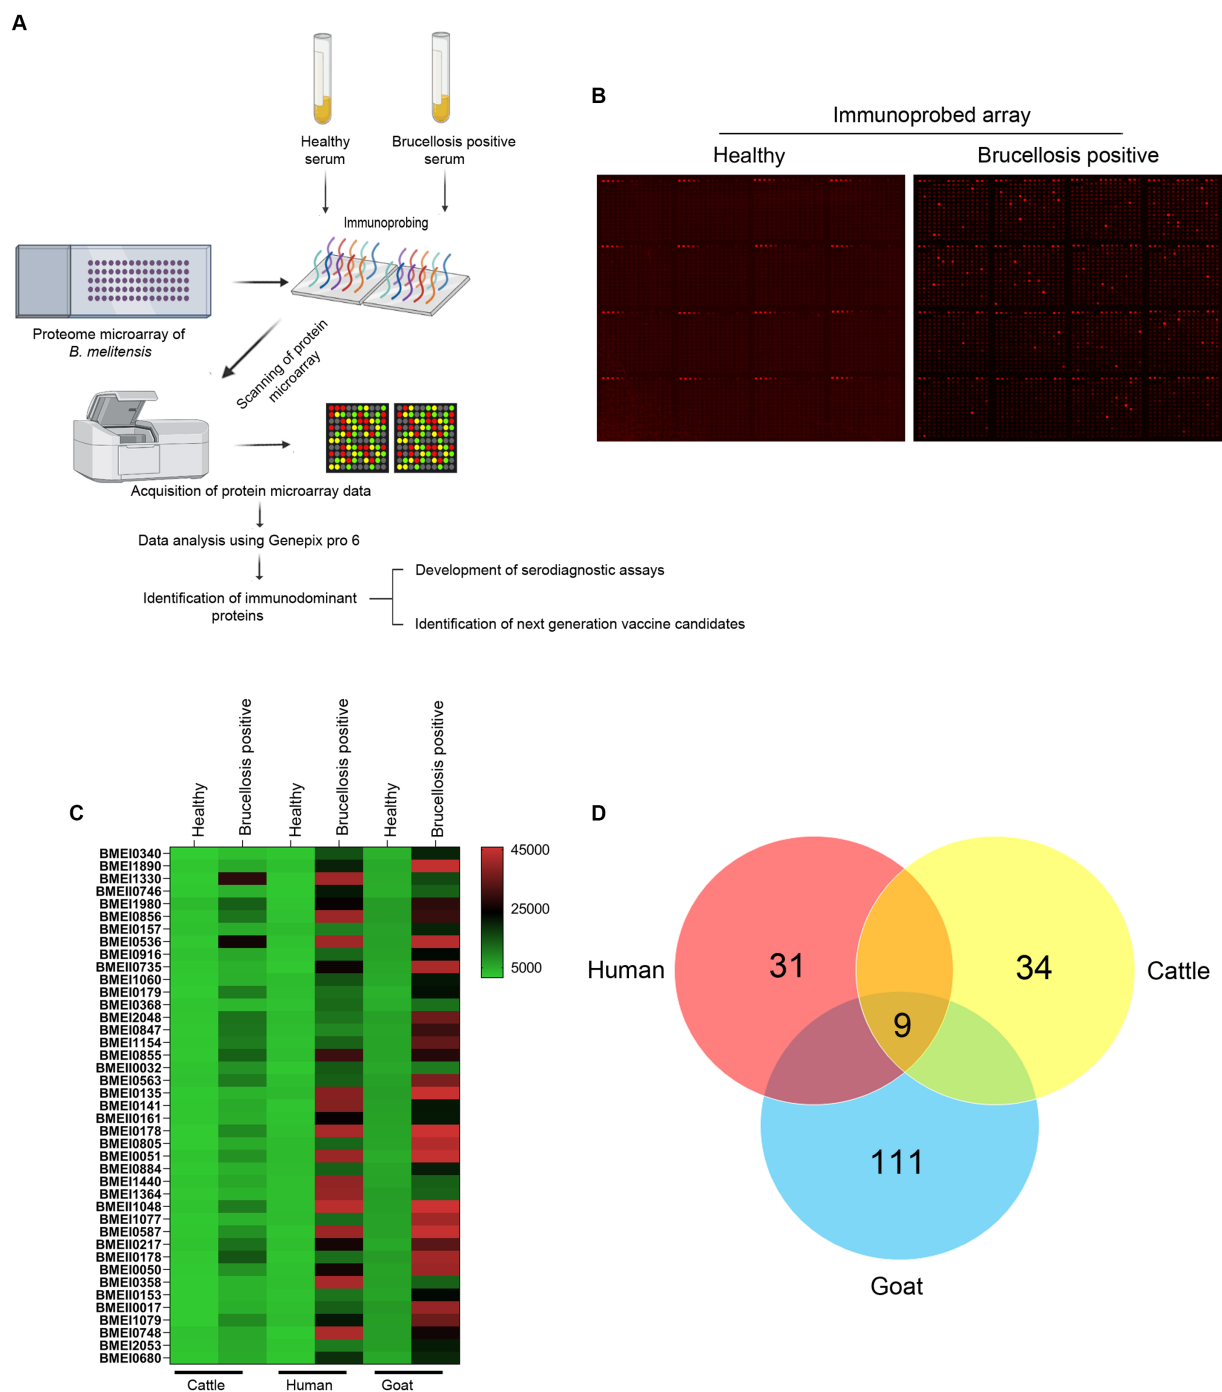 A
Healthy
serum
Brucellosis positive
serum
Immunoprobing
Proteome microarray of
B. melitensis
Scanning of protein
microarray
Acquisition of protein microarray data
Data analysis using Genepix pro 6
Identification of immunodominant
proteins
Development of serodiagnostic assays
Identification of next generation vaccine candidates
B
Immunoprobed array
Healthy
Brucellosis positive
C
Healthy
Brucellosis positive
Healthy
Brucellosis positive
Healthy
Brucellosis positive
BMEI0340
BMEI1890
BMEI1330
BMEII0746
BMEI1980
BMEI0856
BMEI0157
BMEI0536
BMEI0916
BMEII0735
BMEI1060
BMEI0179
BMEI0368
BMEI2048
BMEI0847
BMEI1154
BMEI0855
BMEII0032
BMEI0563
BMEI0135
BMEI0141
BMEII0161
BMEI0178
BMEI0805
BMEI0051
BMEI0884
BMEI1440
BMEI1364
BMEII1048
BMEI1077
BMEI0587
BMEII0217
BMEII0178
BMEI0050
BMEI0358
BMEII0153
BMEII0017
BMEI1079
BMEI0748
BMEI2053
BMEI0680
45000
25000
5000
Cattle
Human
Goat
D
Human
31
34
Cattle
9
111
Goat